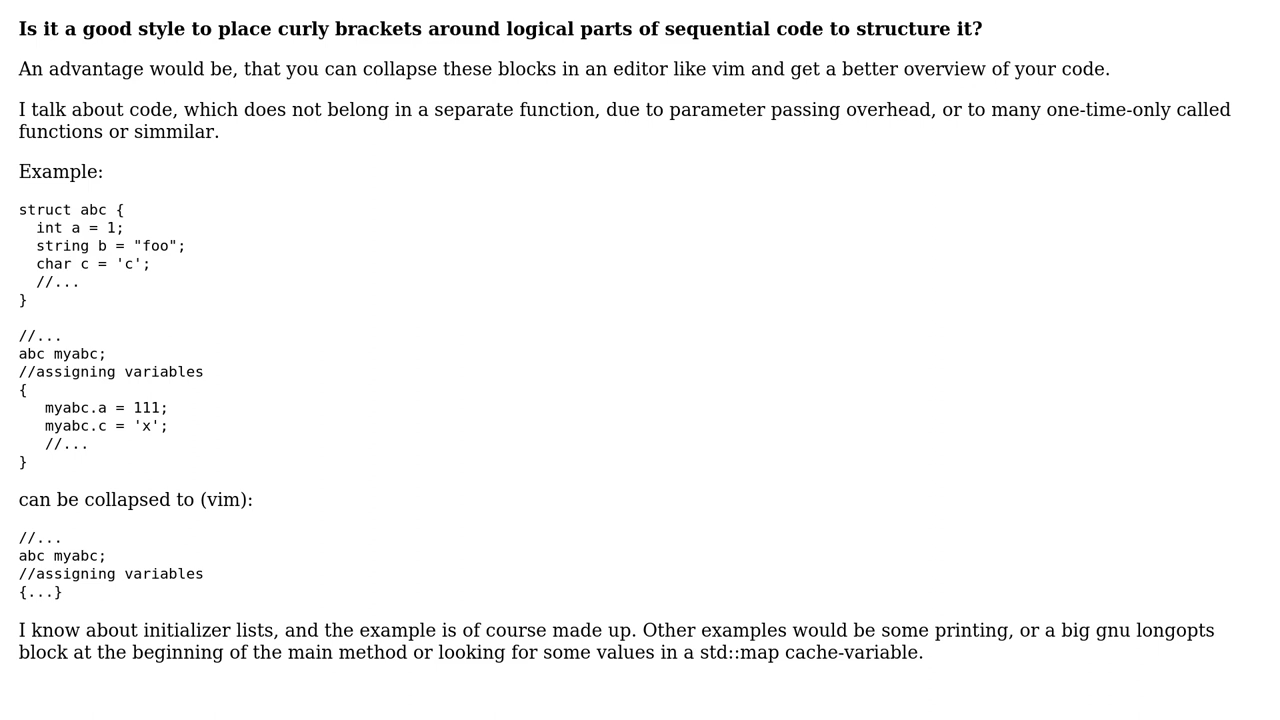 Is it a good style to place curly brackets around logical parts of sequential code to structure it?
An advantage would be, that you can collapse these blocks in an editor like vim and get a better overview of your code.
I talk about code, which does not belong in a separate function, due to parameter passing overhead, or to many one-time-only called
functions or simmilar.
Example:
struct abc {
  int a = 1;
  string b = "foo";
  char c = 'c';
  //...
}
//...
abc myabc;
//assigning variables
{
   myabc.a = 111;
   myabc.c = 'x';
   //...
}
can be collapsed to (vim):
//...
abc myabc;
//assigning variables
{...}
I know about initializer lists, and the example is of course made up. Other examples would be some printing, or a big gnu longopts
block at the beginning of the main method or looking for some values in a std::map cache-variable.